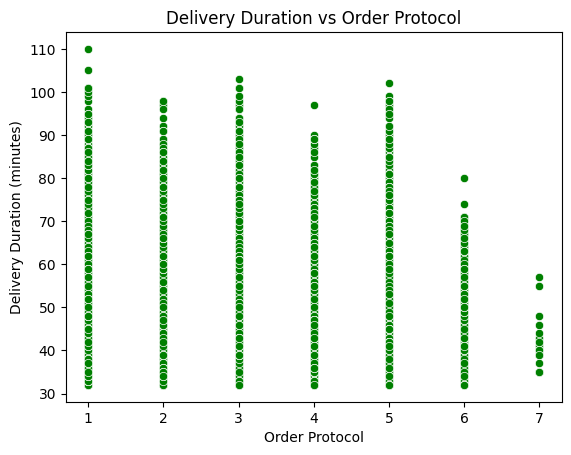 Delivery Duration vs Order Protocol
Delivery Duration (minutes)
110
100
90
80
70
60
50
40
30
1 2 3 4 5 6 7
Order Protocol